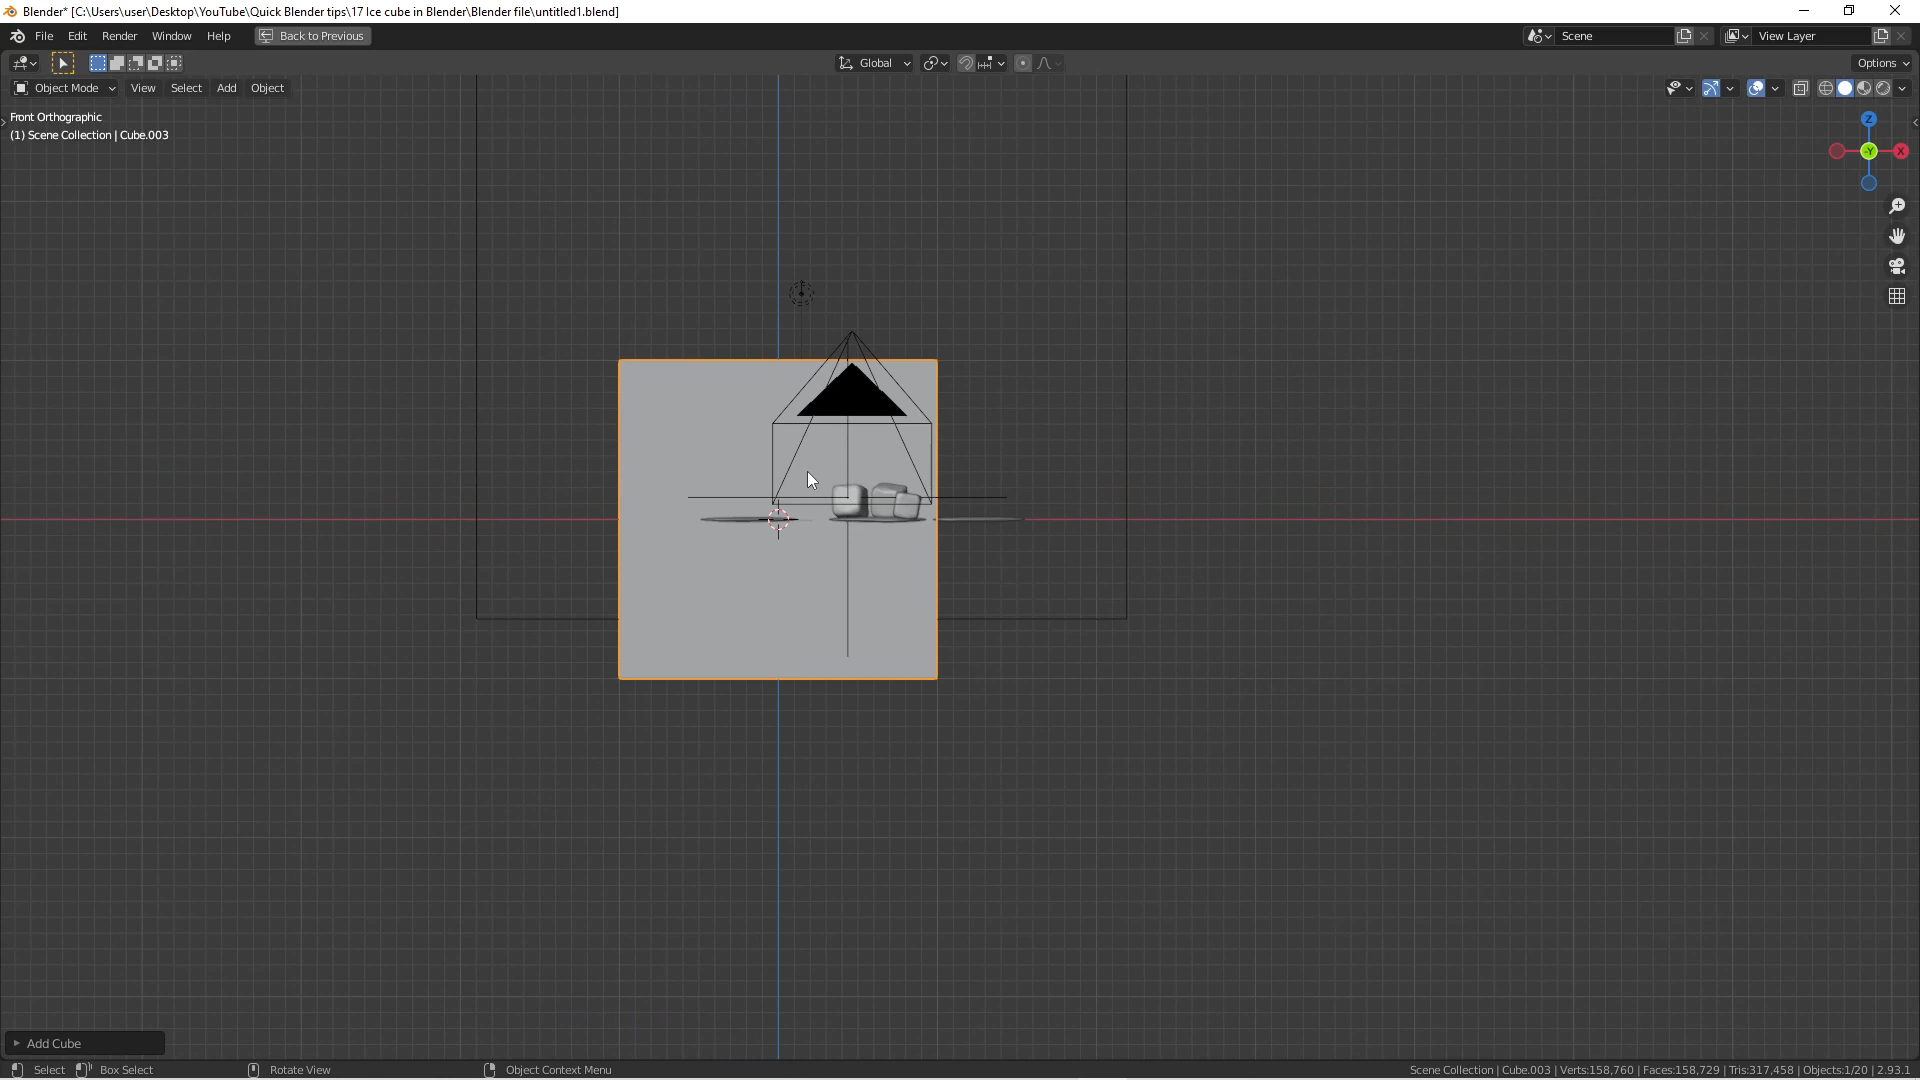 Blender* [C:\Users\user\Desktop\YouTube\Quick Blender tips\17 Ice cube in Blender\Blender file\untitled1.blend]
File Edit Render Window Help Back to Previous Scene View Layer
Global Options
Object Mode View Select Add Object
Front Orthographic
(1) Scene Collection | Cube.003
Z
-Y X
Add Cube
Select Box Select Rotate View Object Context Menu Scene Collection | Cube.003 | Verts:158,760 | Faces:158,729 | Tris:317,458 | Objects:1/20 | 2.93.1